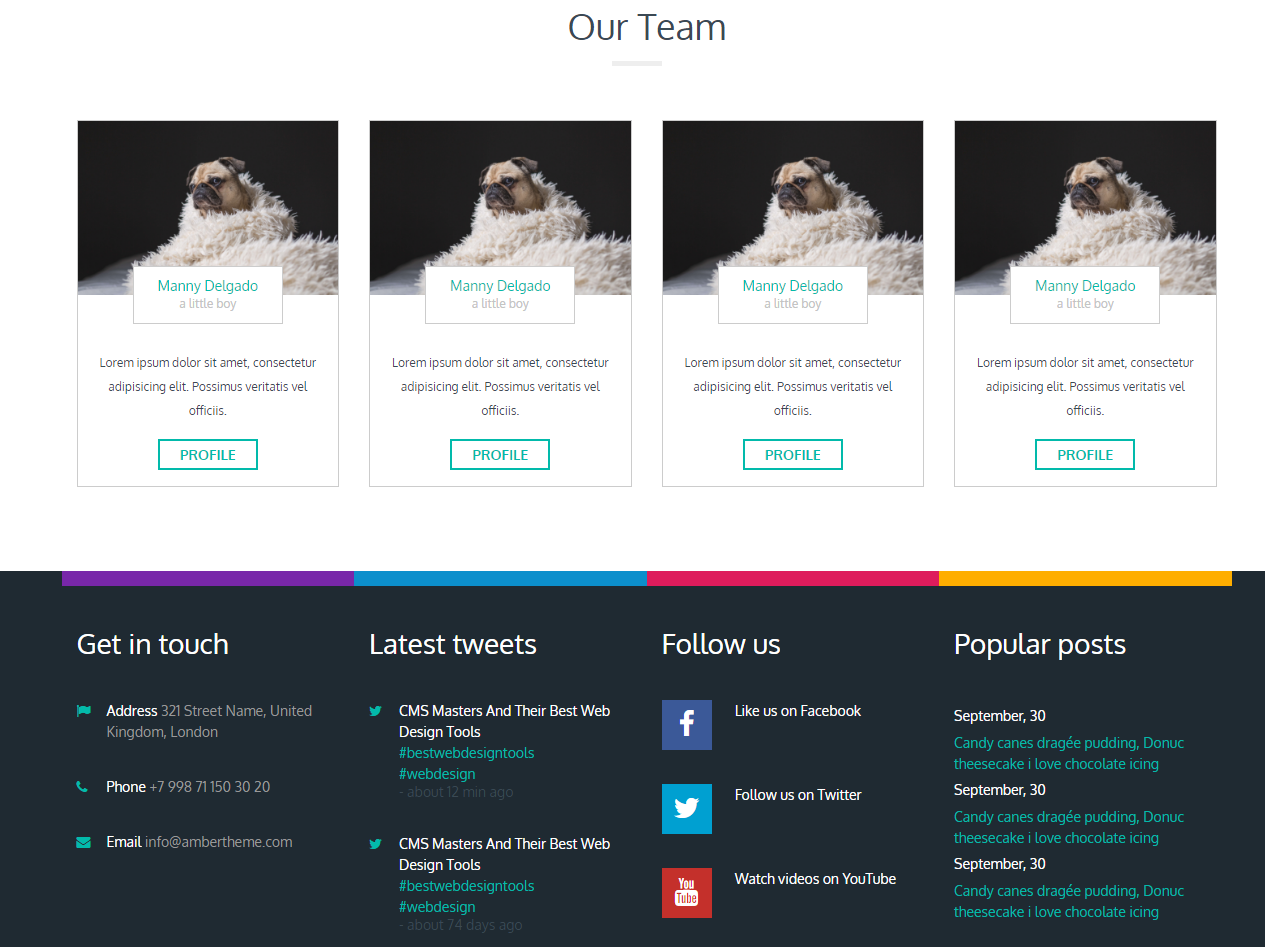 Our Team
Manny Delgado
a little boy
Lorem ipsum dolor sit amet, consectetur
adipisicing elit. Possimus veritatis vel
officiis.
PROFILE
Manny Delgado
a little boy
Lorem ipsum dolor sit amet, consectetur
adipisicing elit. Possimus veritatis vel
officiis.
PROFILE
Manny Delgado
a little boy
Lorem ipsum dolor sit amet, consectetur
adipisicing elit. Possimus veritatis vel
officiis.
PROFILE
Manny Delgado
a little boy
Lorem ipsum dolor sit amet, consectetur
adipisicing elit. Possimus veritatis vel
officiis.
PROFILE
Get in touch
Address 321 Street Name, United
Kingdom, London
Phone +7 998 71 150 30 20
Email info@ambertheme.com
Latest tweets
CMS Masters And Their Best Web
Design Tools
#bestwebdesigntools
#webdesign
- about 12 min ago
CMS Masters And Their Best Web
Design Tools
#bestwebdesigntools
#webdesign
- about 74 days ago
Follow us
f
Like us on Facebook
Follow us on Twitter
You
Tube
Watch videos on YouTube
Popular posts
September, 30
Candy canes dragée pudding, Donuc
theesecake i love chocolate icing
September, 30
Candy canes dragée pudding, Donuc
theesecake i love chocolate icing
September, 30
Candy canes dragée pudding, Donuc
theesecake i love chocolate icing